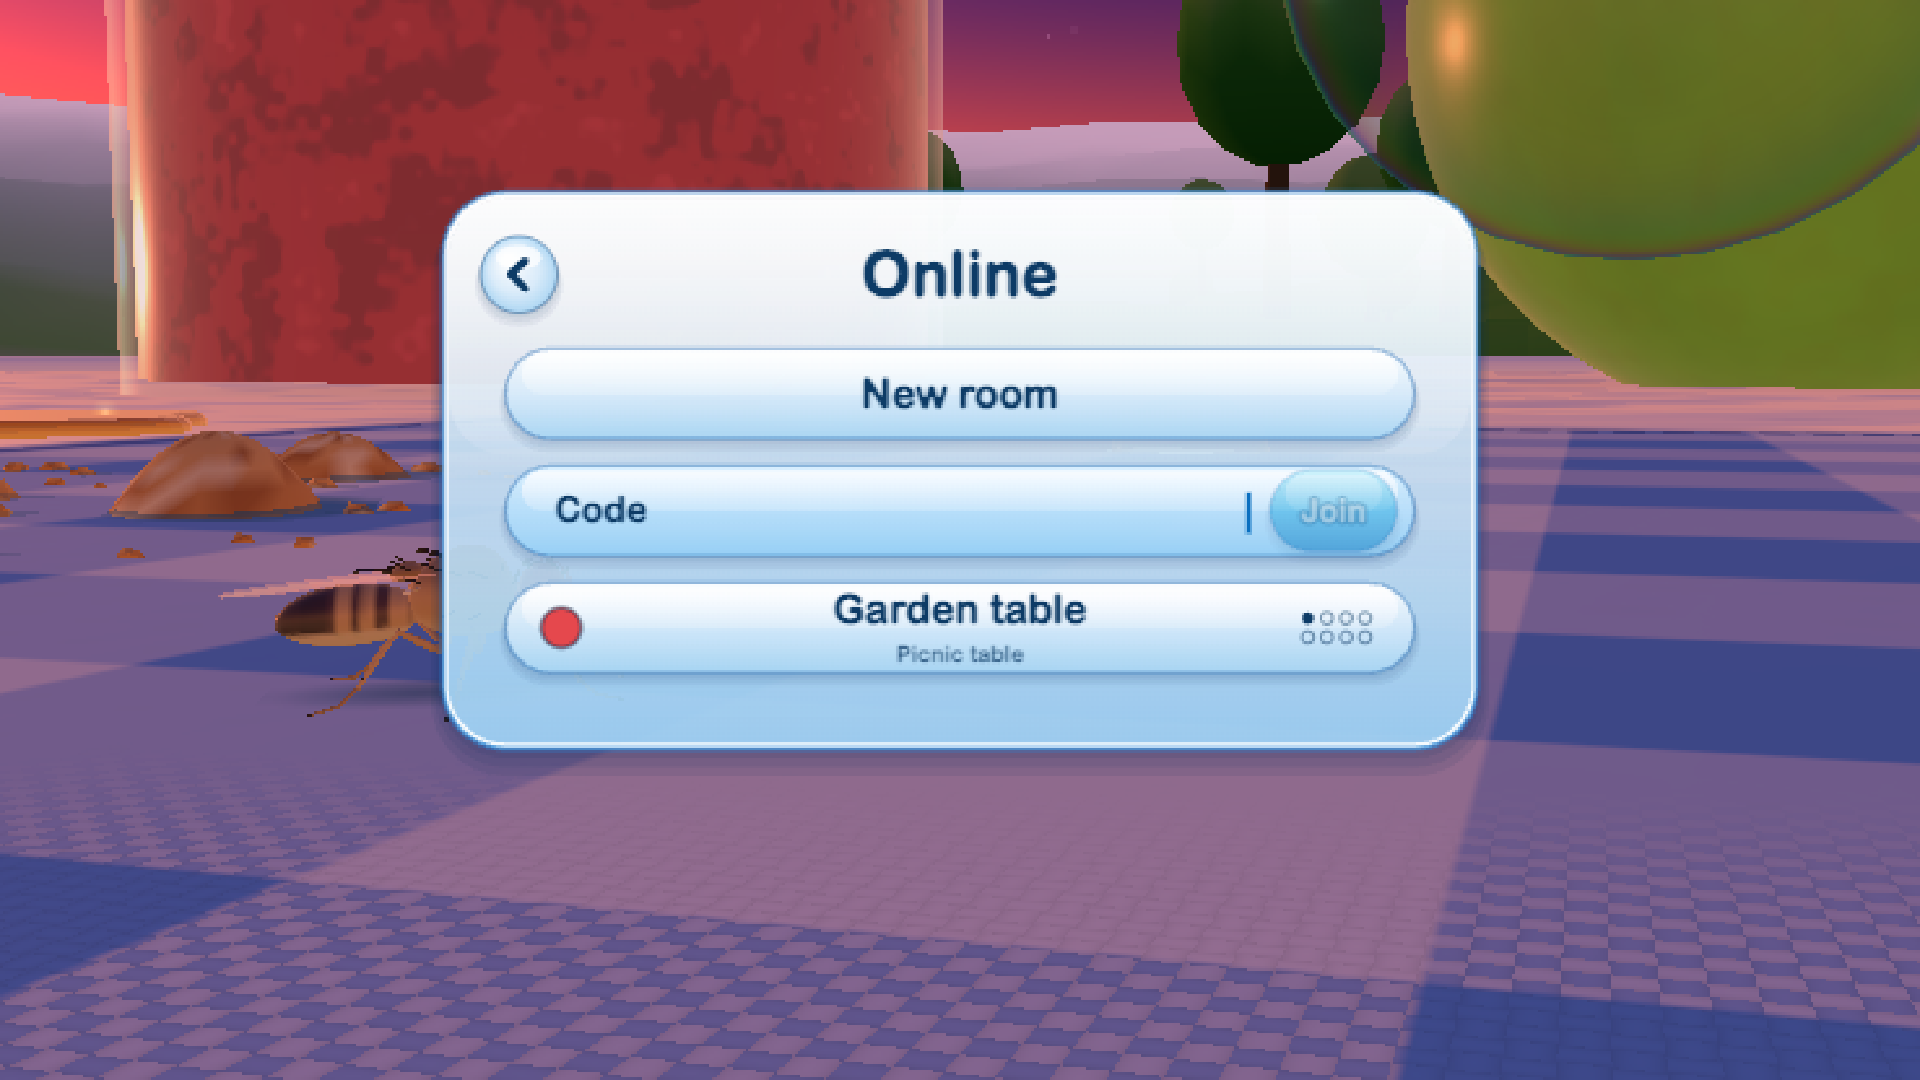 Online
New room
Code
Join
Garden table
Picnic table